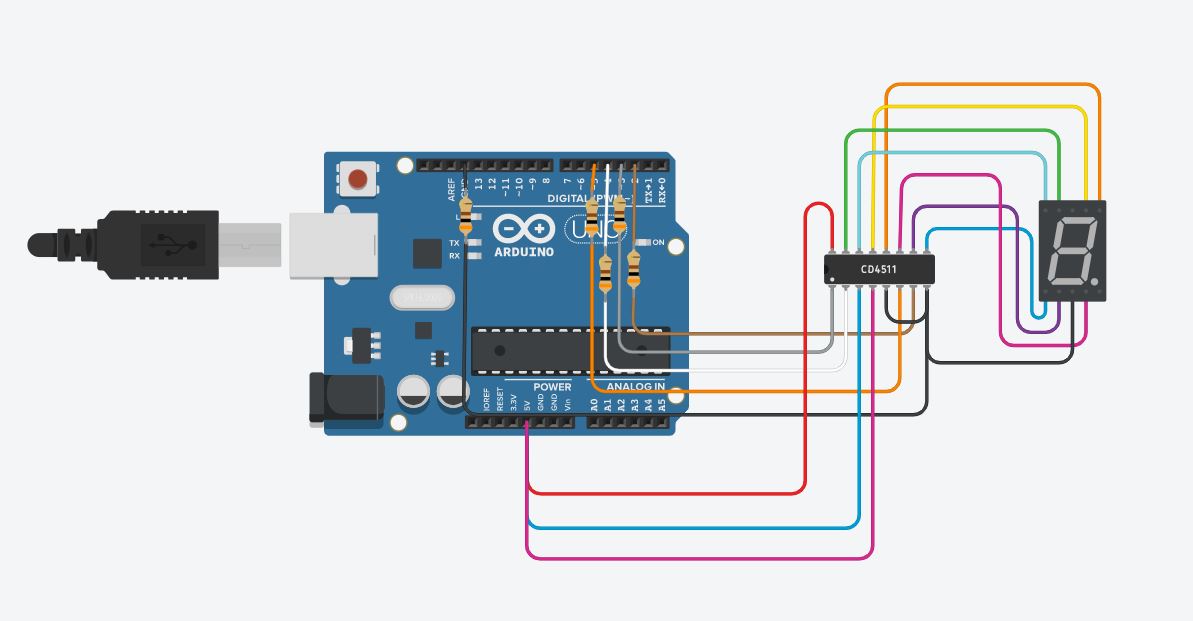 AREF
GND
13
12
~11
~10
~9
8
7
~6
~5
4
~3
2
TX→1
RX←0
DIGITAL (PWM~)
L
TX
RX
ARDUINO
UNO
ON
CD4511
POWER
ANALOG IN
IOREF
RESET
3.3V
5V
GND
GND
Vin
A0
A1
A2
A3
A4
A5